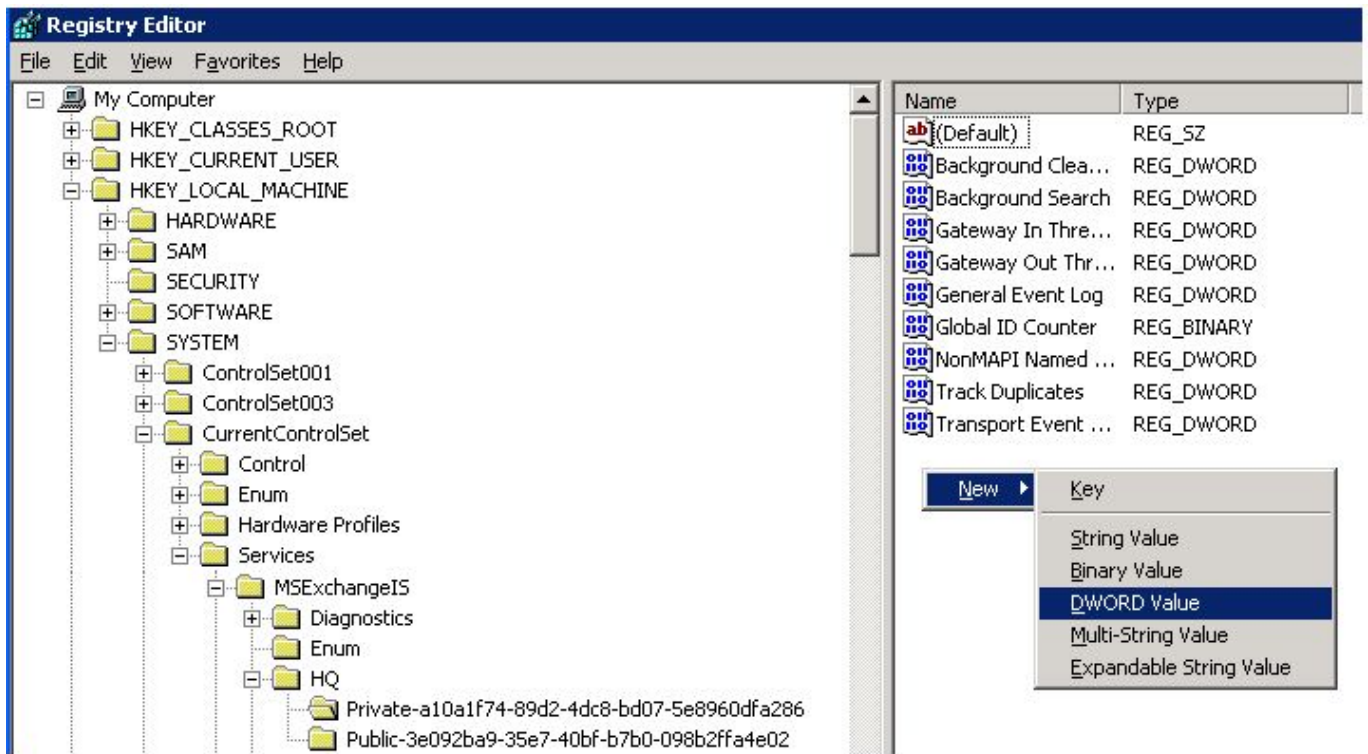 Registry Editor
File Edit View Favorites Help
My Computer
HKEY_CLASSES_ROOT
HKEY_CURRENT_USER
HKEY_LOCAL_MACHINE
HARDWARE
SAM
SECURITY
SOFTWARE
SYSTEM
ControlSet001
ControlSet003
CurrentControlSet
Control
Enum
Hardware Profiles
Services
MSExchangeIS
Diagnostics
Enum
HQ
Private-a10a1f74-89d2-4dc8-bd07-5e8960dfa286
Public-3e092ba9-35e7-40bf-b7b0-098b2ffa4e02
Name Type
(Default) REG_SZ
Background Clea... REG_DWORD
Background Search REG_DWORD
Gateway In Thre... REG_DWORD
Gateway Out Thr... REG_DWORD
General Event Log REG_DWORD
Global ID Counter REG_BINARY
NonMAPI Named ... REG_DWORD
Track Duplicates REG_DWORD
Transport Event ... REG_DWORD
New
Key
String Value
Binary Value
DWORD Value
Multi-String Value
Expandable String Value